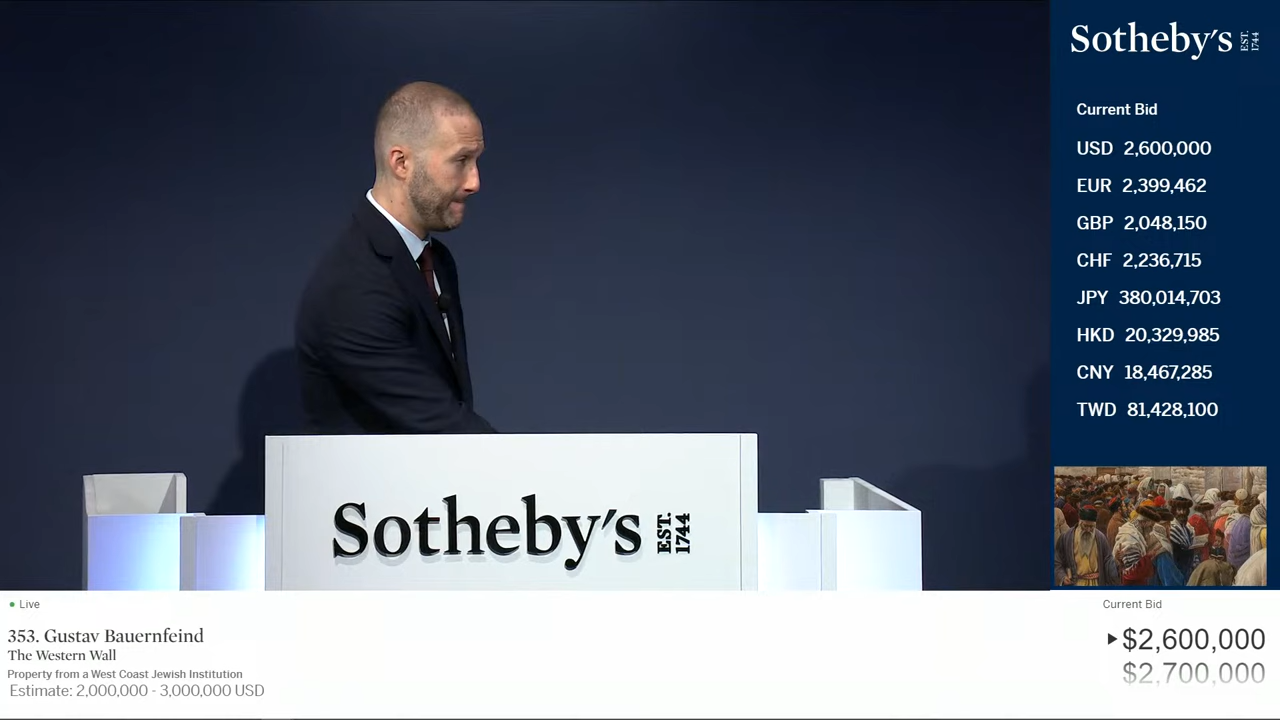 Sotheby's EST. 1744
Current Bid
USD 2,600,000
EUR 2,399,462
GBP 2,048,150
CHF 2,236,715
JPY 380,014,703
HKD 20,329,985
CNY 18,467,285
TWD 81,428,100
Sotheby's EST. 1744
Live
353. Gustav Bauernfeind
The Western Wall
Property from a West Coast Jewish Institution
Estimate: 2,000,000 - 3,000,000 USD
Current Bid
$2,600,000
$2,700,000